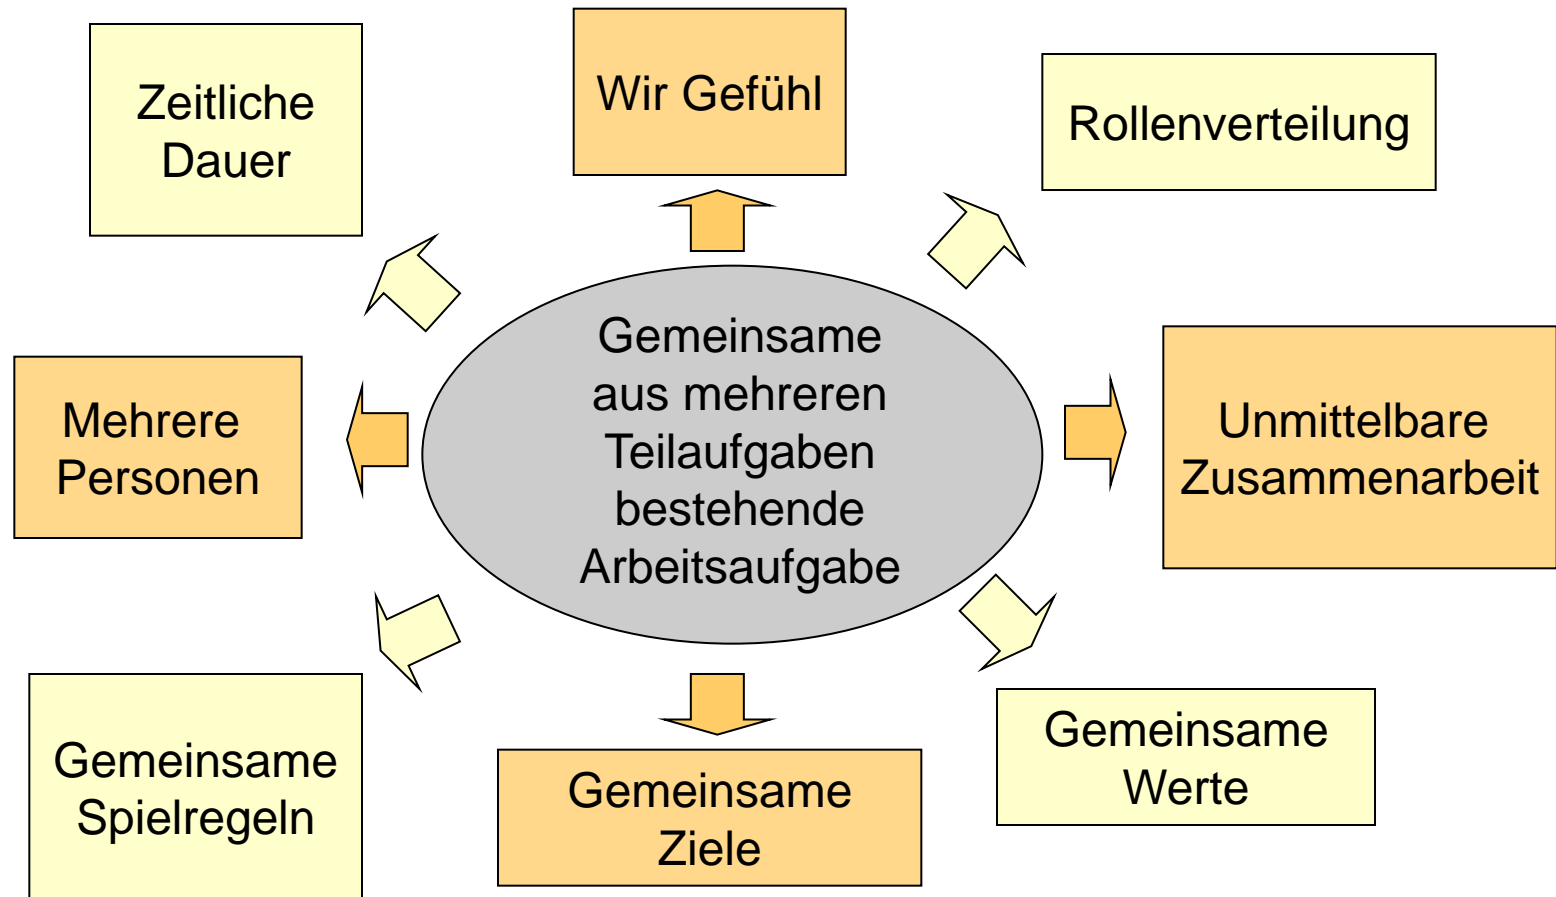 Zeitliche
Dauer
Wir Gefühl
Rollenverteilung
Mehrere
Personen
Gemeinsame
aus mehreren
Teilaufgaben
bestehende
Arbeitsaufgabe
Unmittelbare
Zusammenarbeit
Gemeinsame
Spielregeln
Gemeinsame
Ziele
Gemeinsame
Werte